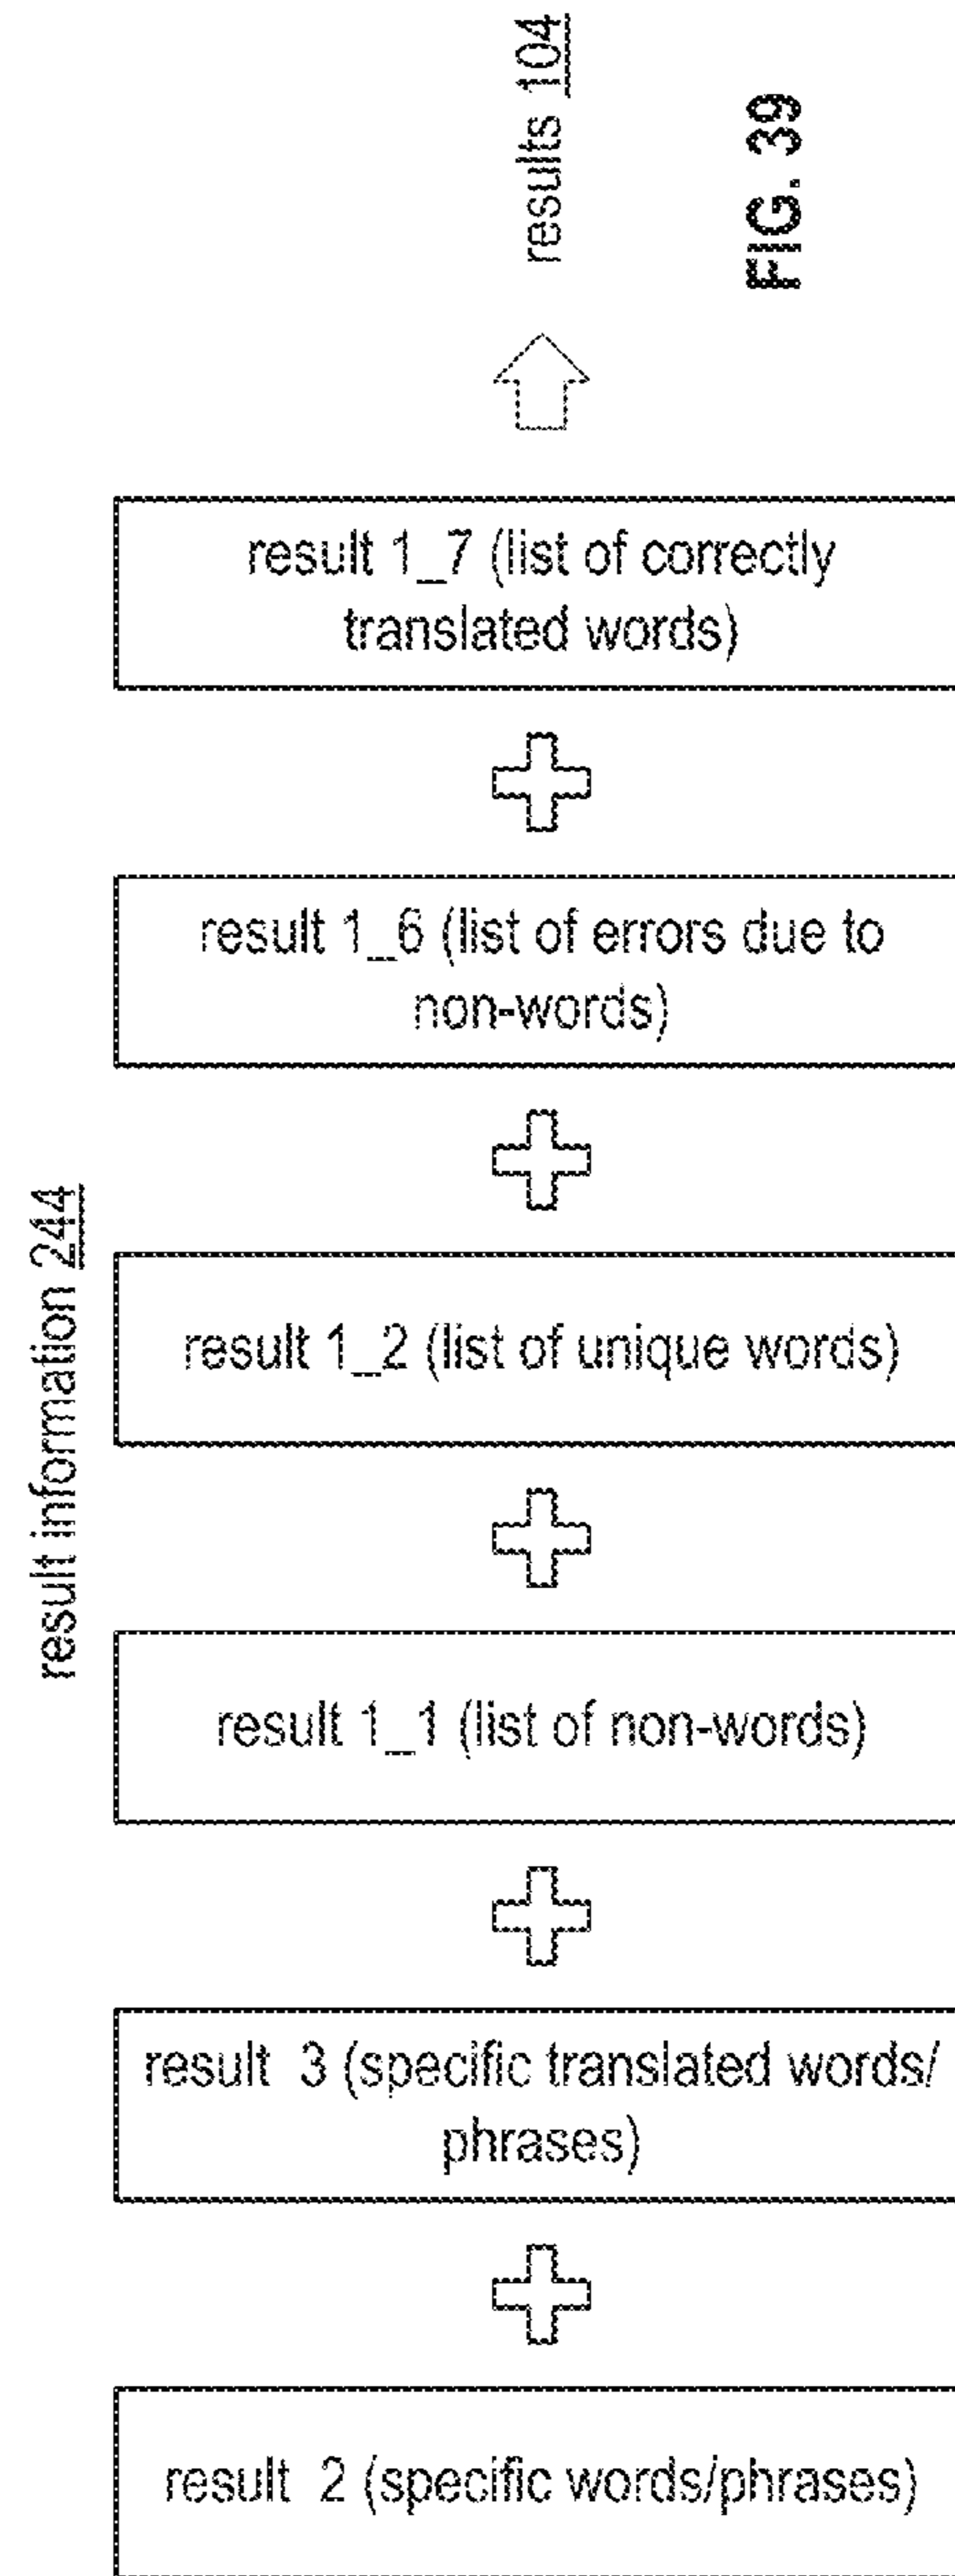 results 104
FIG. 39
result information 244
result 1_7 (list of correctly
translated words)
result 1_6 (list of errors due to
non-words)
result 1_2 (list of unique words)
result 1_1 (list of non-words)
result 3 (specific translated words/
phrases)
result 2 (specific words/phrases)